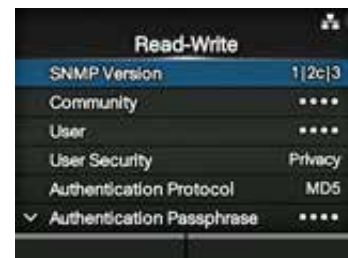 Read-Write
SNMP Version 1|2c|3
Community ••••
User ••••
User Security Privacy
Authentication Protocol MD5
Authentication Passphrase ••••